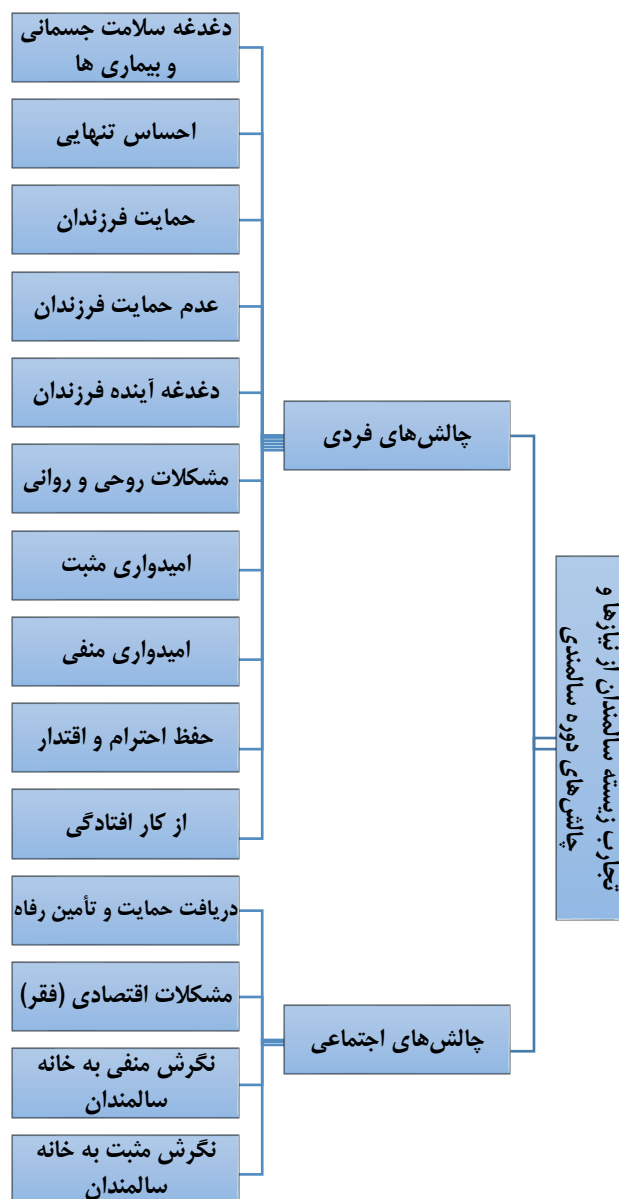 تجارب زیسته سالمندان از نیازها و
چالش‌های دوره سالمندی
چالش‌های فردی
دغدغه سلامت جسمانی
و بیماری ها
احساس تنهایی
حمایت فرزندان
عدم حمایت فرزندان
دغدغه آینده فرزندان
مشکلات روحی و روانی
امیدواری مثبت
امیدواری منفی
حفظ احترام و اقتدار
از کار افتادگی
چالش‌های اجتماعی
دریافت حمایت و تأمین رفاه
مشکلات اقتصادی (فقر)
نگرش منفی به خانه
سالمندان
نگرش مثبت به خانه
سالمندان